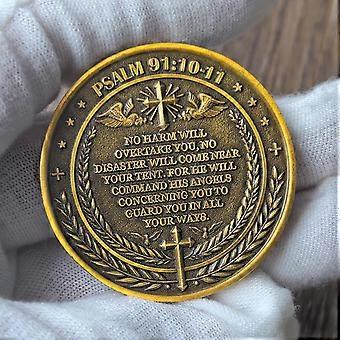 PSALM 91:10-11
NO HARM WILL
OVERTAKE YOU, NO
DISASTER WILL COME NEAR
YOUR TENT. FOR HE WILL
COMMAND HIS ANGELS
CONCERNING YOU TO
GUARD YOU IN ALL
YOUR WAYS.